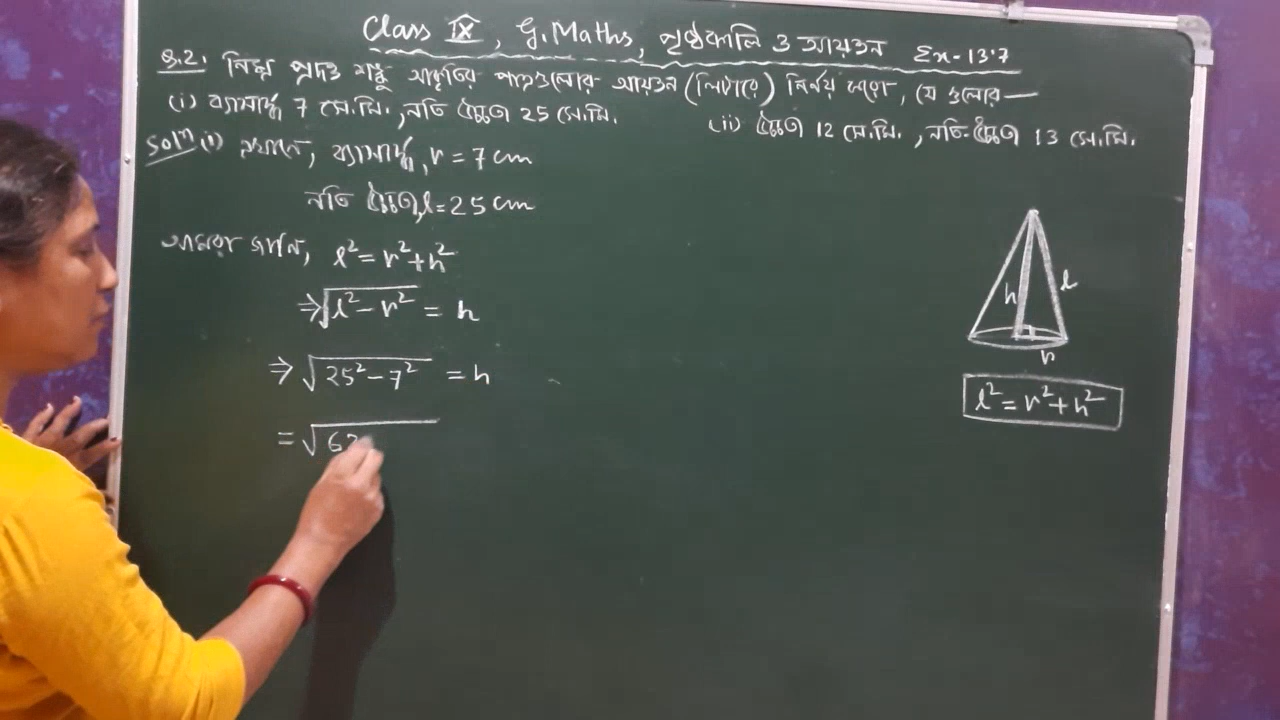 Class IX, G.Maths, পৃষ্ঠকালি ও আয়তন Ex-13.7
Q.2. নিম্ন প্রদত্ত শঙ্কু আকৃতির পাত্রগুলোর আয়তন (লিটারে) নির্ণয় করো, যে গুলোর—
(i) ব্যাসার্দ্ধ 7 সে.মি., নতি উচ্চতা 25 সে.মি. (ii) উচ্চতা 12 সে.মি., নতি উচ্চতা 13 সে.মি.
Solⁿ (i) এখানে, ব্যাসার্দ্ধ, r = 7 cm
নতি উচ্চতা, l = 25 cm
আমরা জানি, l² = r² + h²
⇒ √l² − r² = h
⇒ √25² − 7² = h
= √62
h l
r
l² = r² + h²